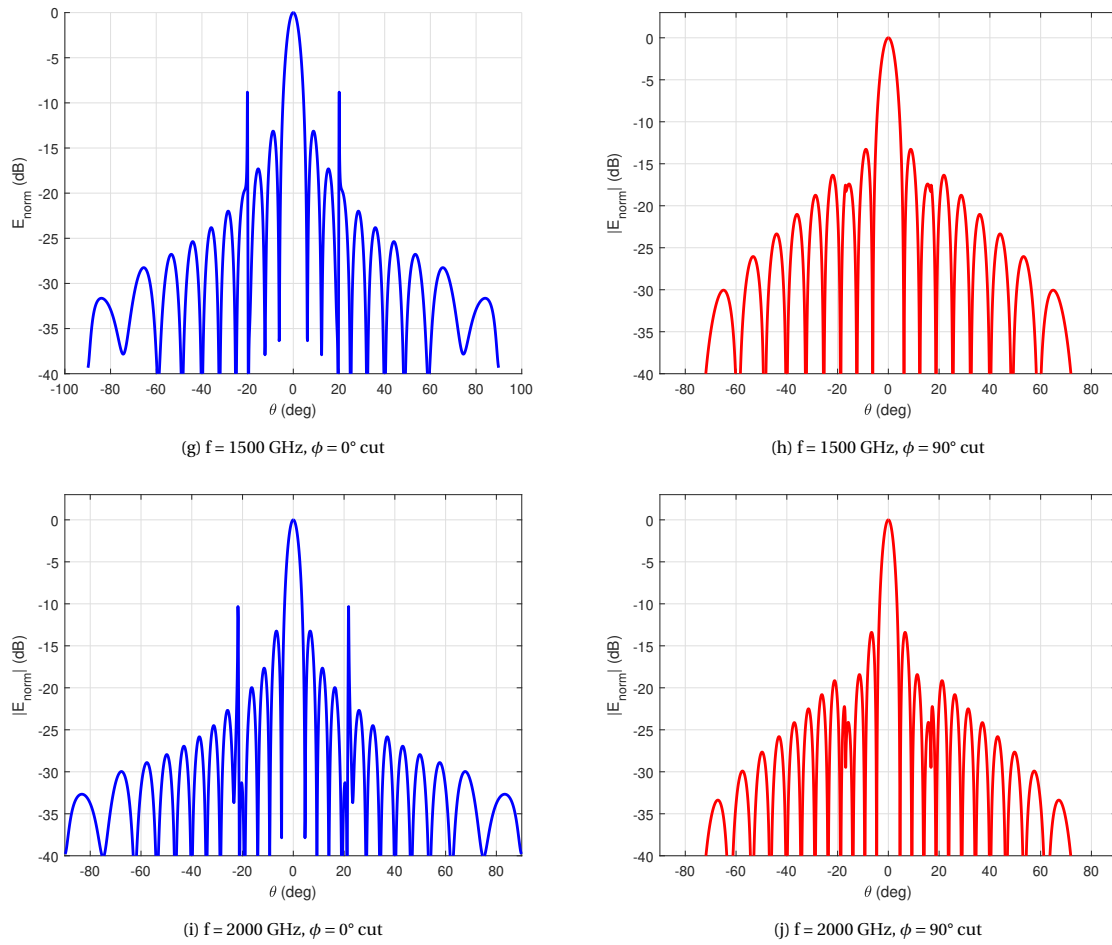 0
-5
-10
-15
-20
-25
-30
-35
-40
E_norm (dB)
-100 -80 -60 -40 -20 0 20 40 60 80 100
θ (deg)
(g) f = 1500 GHz, ϕ = 0° cut
0
-5
-10
-15
-20
-25
-30
-35
-40
|E_norm| (dB)
-80 -60 -40 -20 0 20 40 60 80
θ (deg)
(h) f = 1500 GHz, ϕ = 90° cut
0
-5
-10
-15
-20
-25
-30
-35
-40
|E_norm| (dB)
-80 -60 -40 -20 0 20 40 60 80
θ (deg)
(i) f = 2000 GHz, ϕ = 0° cut
0
-5
-10
-15
-20
-25
-30
-35
-40
|E_norm| (dB)
-80 -60 -40 -20 0 20 40 60 80
θ (deg)
(j) f = 2000 GHz, ϕ = 90° cut